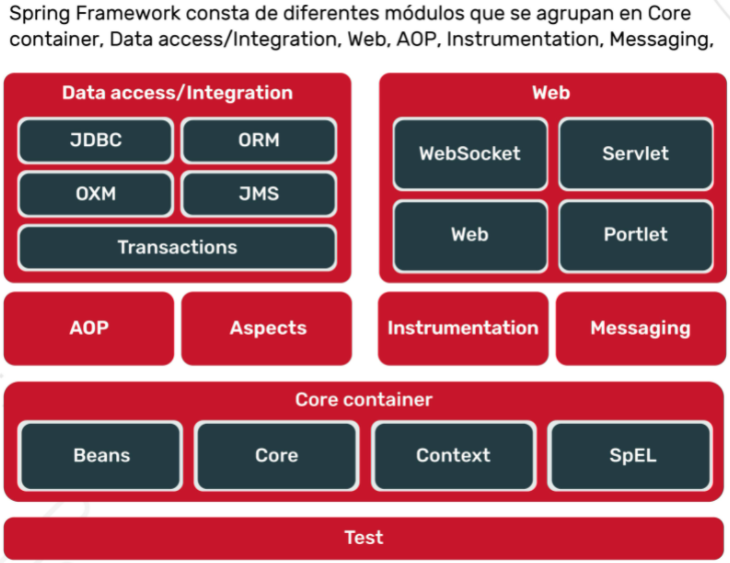 Spring Framework consta de diferentes módulos que se agrupan en Core
container, Data access/Integration, Web, AOP, Instrumentation, Messaging,
Data access/Integration
JDBC
ORM
OXM
JMS
Transactions
Web
WebSocket
Servlet
Web
Portlet
AOP
Aspects
Instrumentation
Messaging
Core container
Beans
Core
Context
SpEL
Test